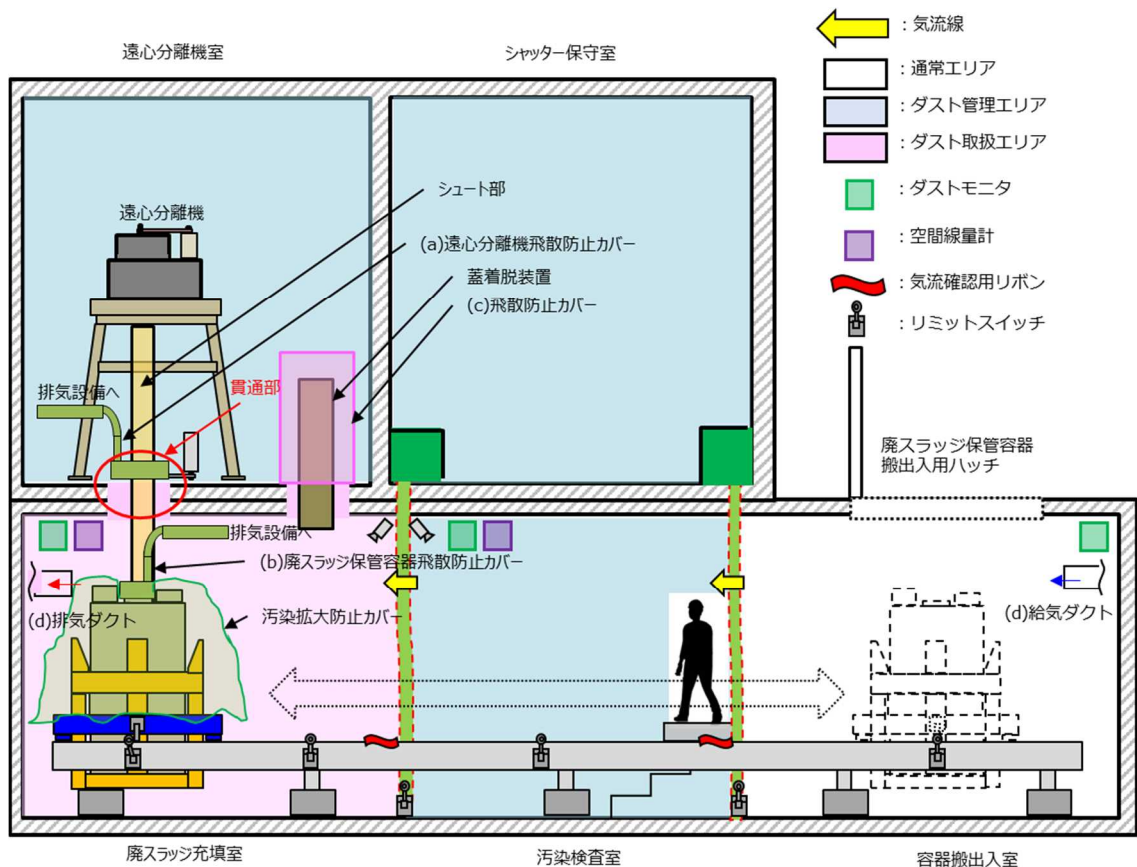 遠心分離機室
シャッター保守室
：気流線
：通常エリア
：ダスト管理エリア
：ダスト取扱エリア
：ダストモニタ
：空間線量計
：気流確認用リボン
：リミットスイッチ
遠心分離機
シュート部
(a)遠心分離機飛散防止カバー
蓋着脱装置
(c)飛散防止カバー
排気設備へ
貫通部
廃スラッジ保管容器
搬出入用ハッチ
排気設備へ
(b)廃スラッジ保管容器飛散防止カバー
(d)排気ダクト
汚染拡大防止カバー
(d)給気ダクト
廃スラッジ充填室
汚染検査室
容器搬出入室